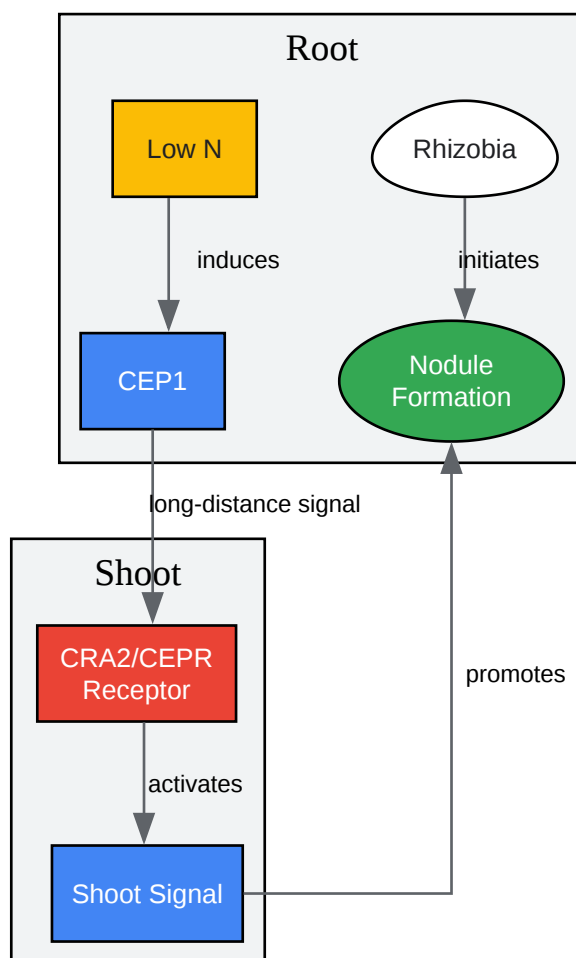 Root
Low N
Rhizobia
induces
initiates
CEP1
Nodule
Formation
long-distance signal
Shoot
CRA2/CEPR
Receptor
promotes
activates
Shoot Signal